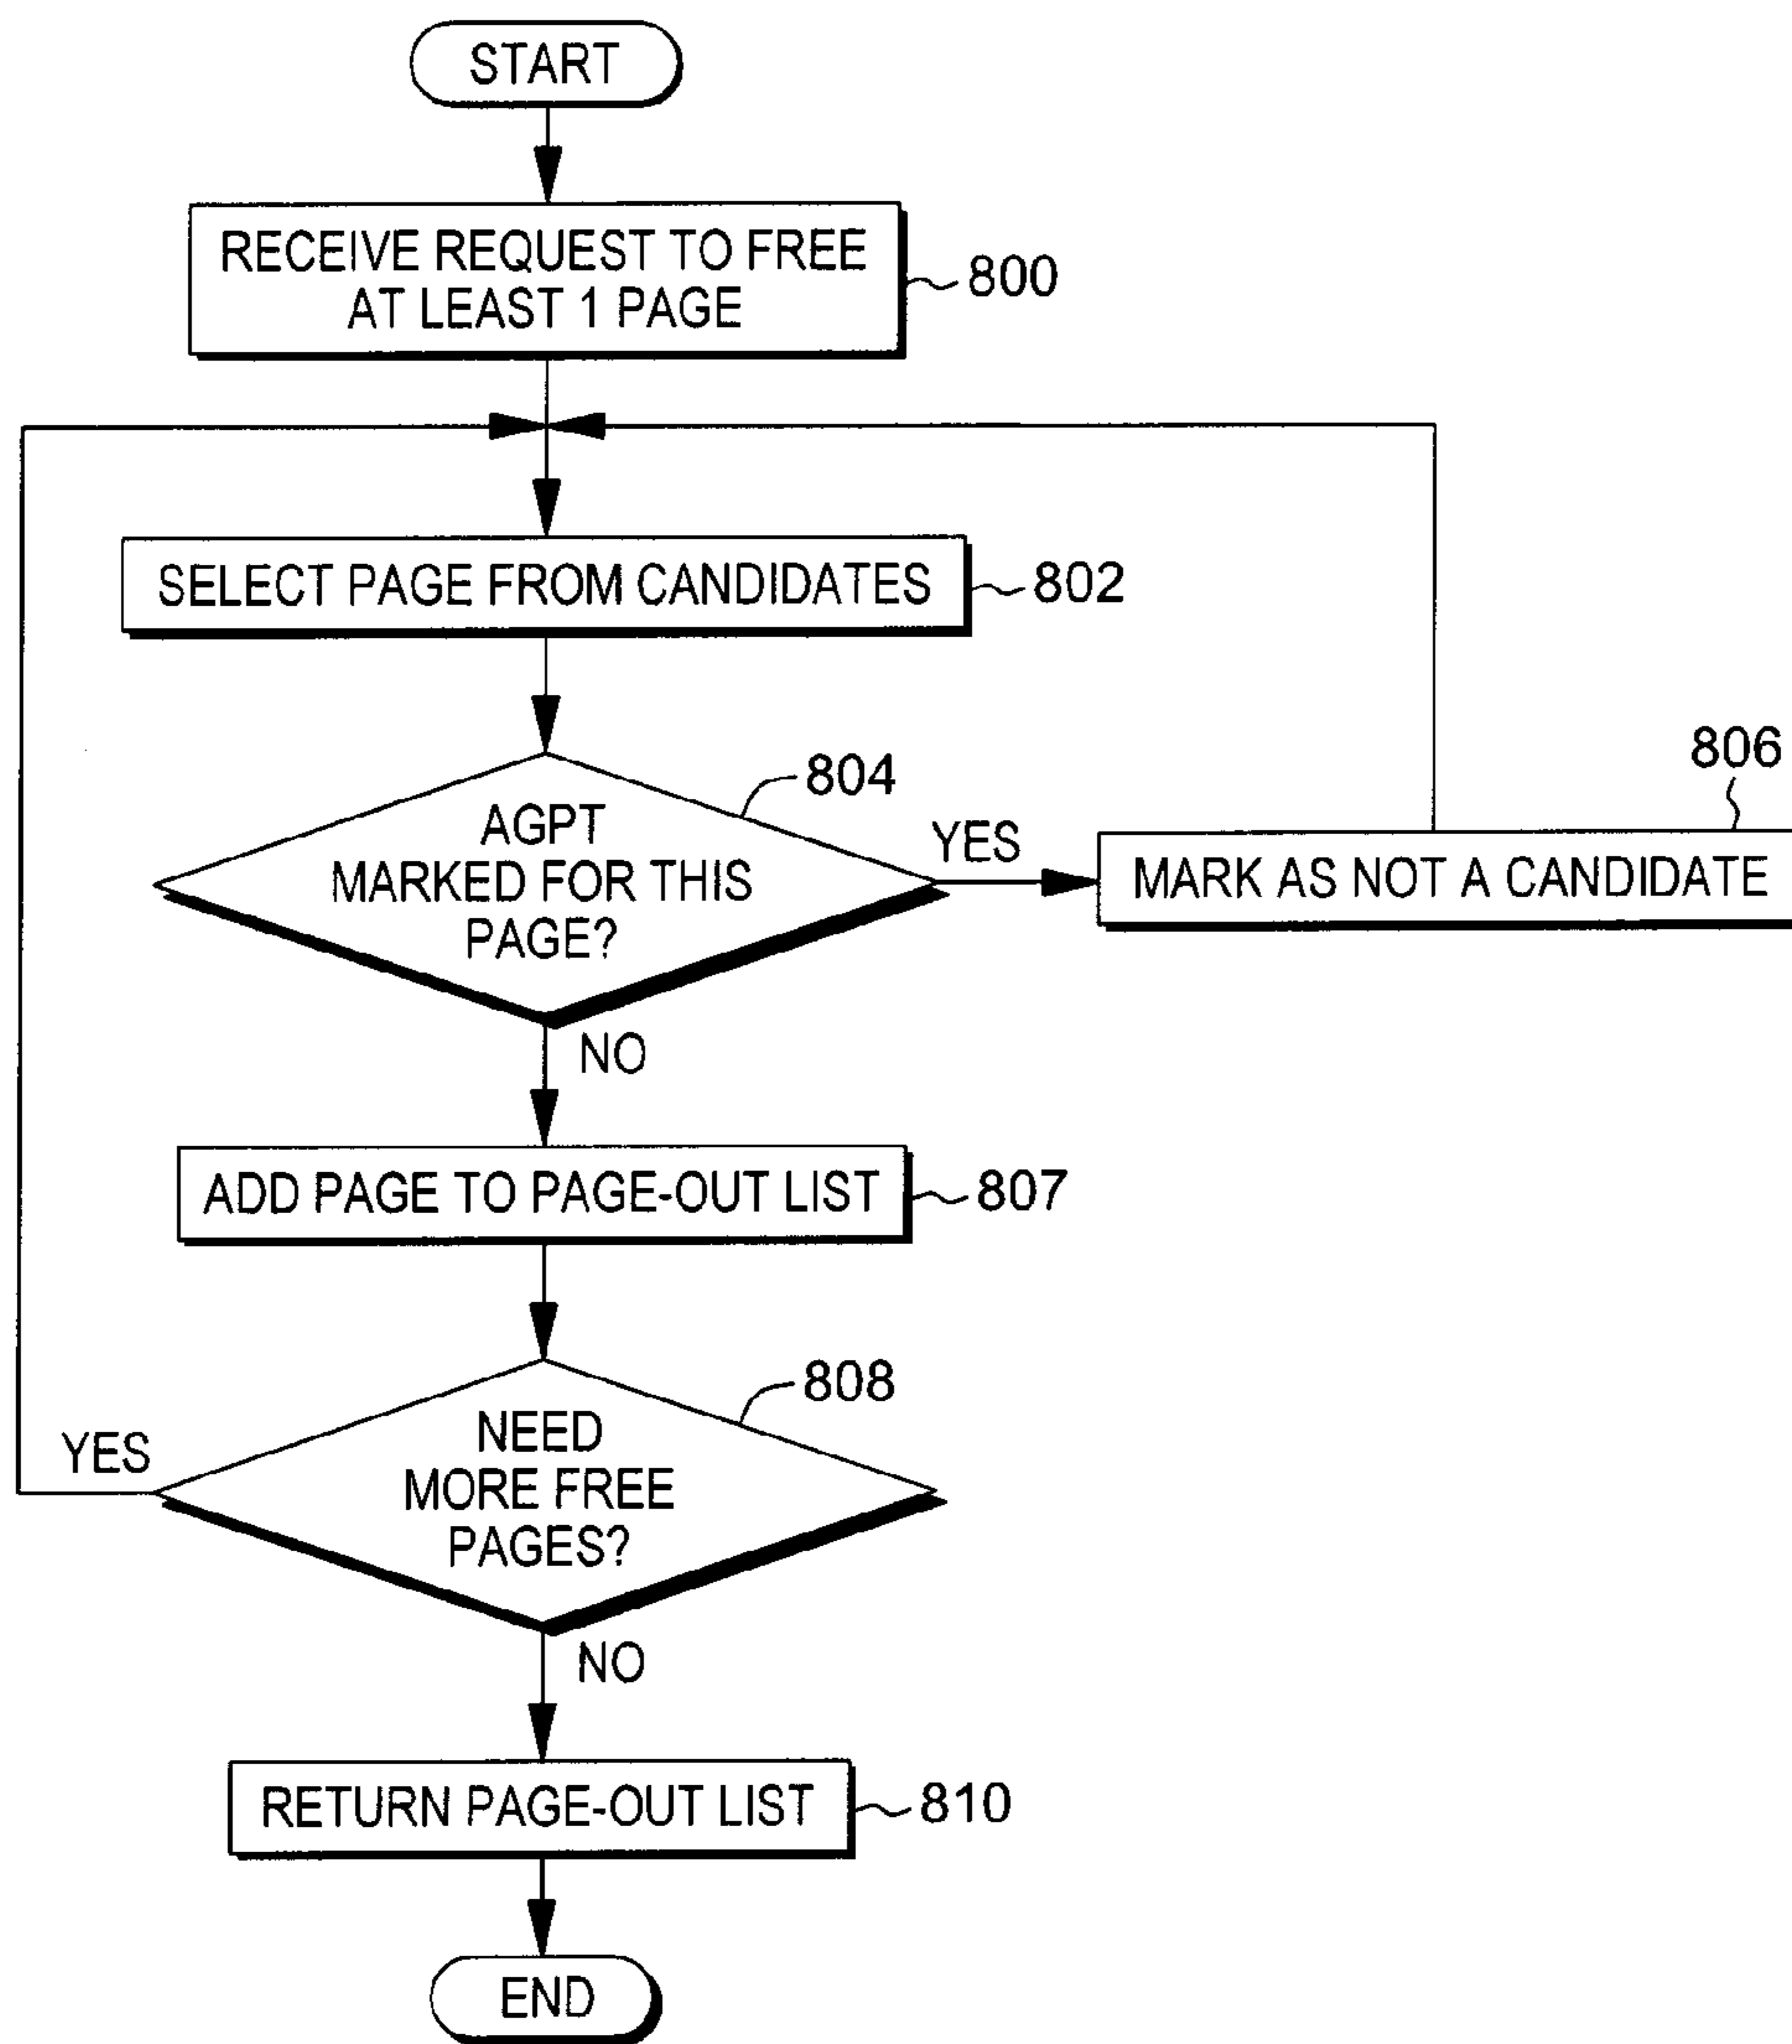 START
RECEIVE REQUEST TO FREE
AT LEAST 1 PAGE
800
SELECT PAGE FROM CANDIDATES
802
804
AGPT
MARKED FOR THIS
PAGE?
YES
806
MARK AS NOT A CANDIDATE
NO
ADD PAGE TO PAGE-OUT LIST
807
808
NEED
MORE FREE
PAGES?
YES
NO
RETURN PAGE-OUT LIST
810
END